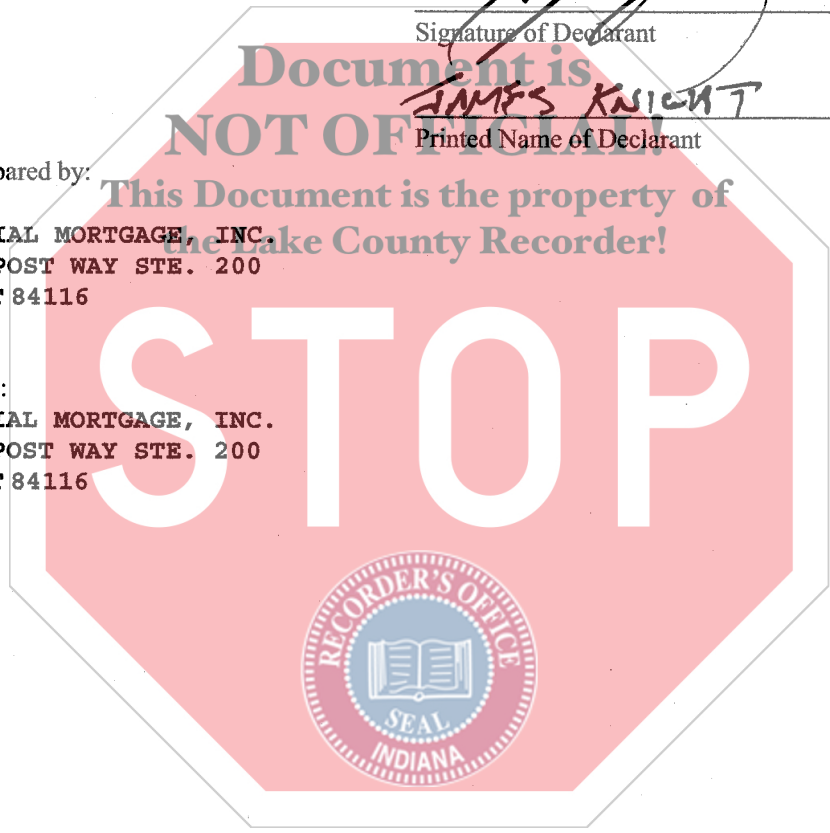 Signature of Declarant
Document is
JAMES KNIGHT
NOT OFFICIAL!
Printed Name of Declarant
pared by:
This Document is the property of
IAL MORTGAGE, INC.
the Lake County Recorder!
POST WAY STE. 200
T 84116
STOP
:
IAL MORTGAGE, INC.
POST WAY STE. 200
T 84116
RECORDER'S OFFICE
SEAL
INDIANA